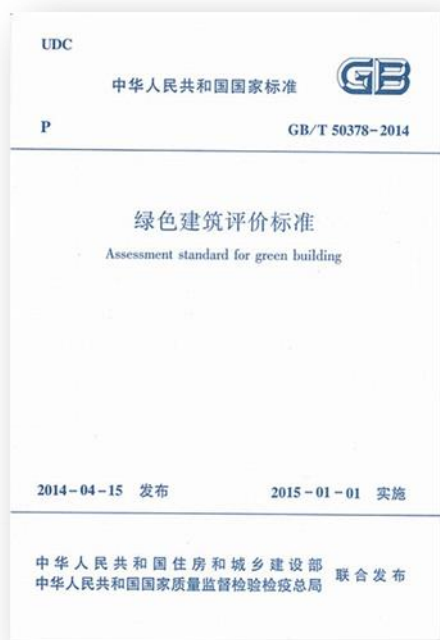 UDC
中华人民共和国国家标准 GB
P GB/T 50378-2014
绿色建筑评价标准
Assessment standard for green building
2014-04-15 发布 2015-01-01 实施
中华人民共和国住房和城乡建设部
中华人民共和国国家质量监督检验检疫总局
联合发布